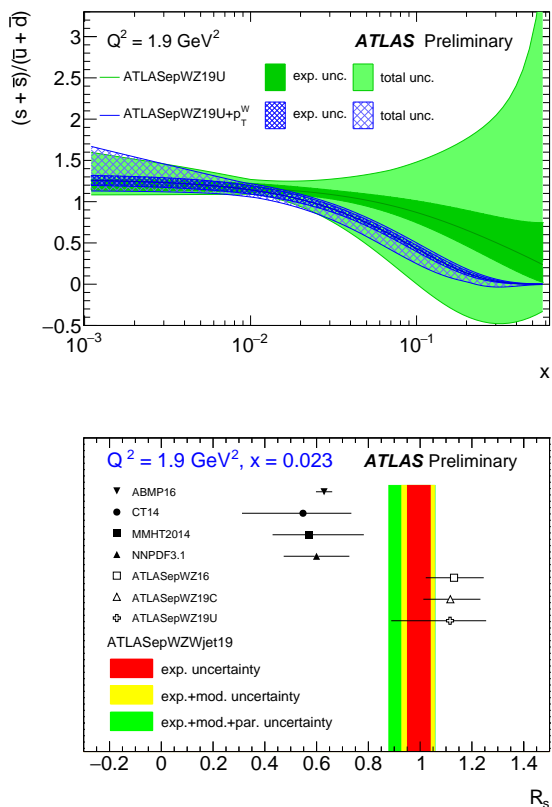 (s + s̅)/(u̅ + d̅)
3
2.5
2
1.5
1
0.5
0
−0.5
Q² = 1.9 GeV²
ATLAS Preliminary
ATLASepWZ19U exp. unc. total unc.
ATLASepWZ19U+p_T^W exp. unc. total unc.
10⁻³ 10⁻² 10⁻¹
x
Q² = 1.9 GeV², x = 0.023 ATLAS Preliminary
ABMP16
CT14
MMHT2014
NNPDF3.1
ATLASepWZ16
ATLASepWZ19C
ATLASepWZ19U
ATLASepWZWjet19
exp. uncertainty
exp.+mod. uncertainty
exp.+mod.+par. uncertainty
−0.2 0 0.2 0.4 0.6 0.8 1 1.2 1.4
R_s